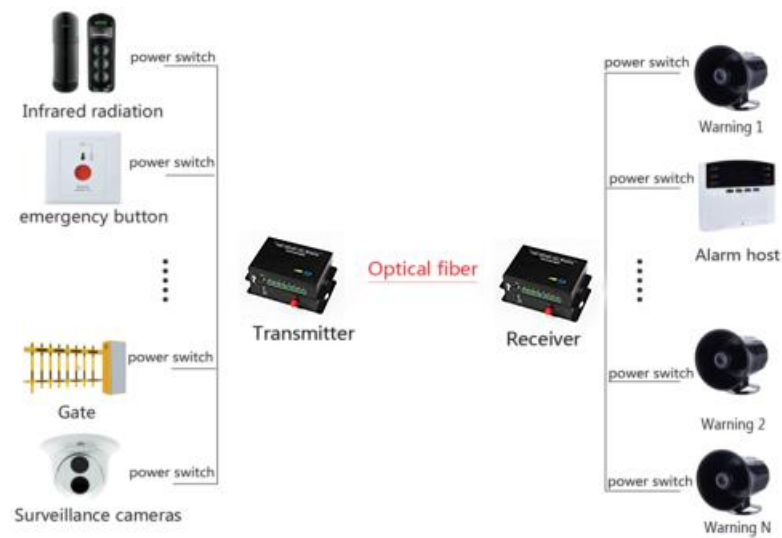 power switch
Infrared radiation
power switch
emergency button
Transmitter
power switch
Gate
power switch
Surveillance cameras
Optical fiber
Receiver
power switch
Warning 1
power switch
Alarm host
power switch
Warning 2
power switch
Warning N